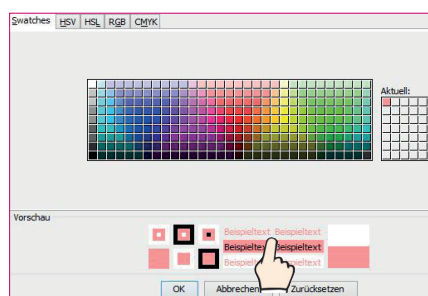 Swatches HSV HSL RGB CMYK
Aktuell:
Vorschau
Beispieltext Beispieltext
Beispieltext Beispieltext
Beispieltext Beispieltext
OK Abbrechen Zurücksetzen